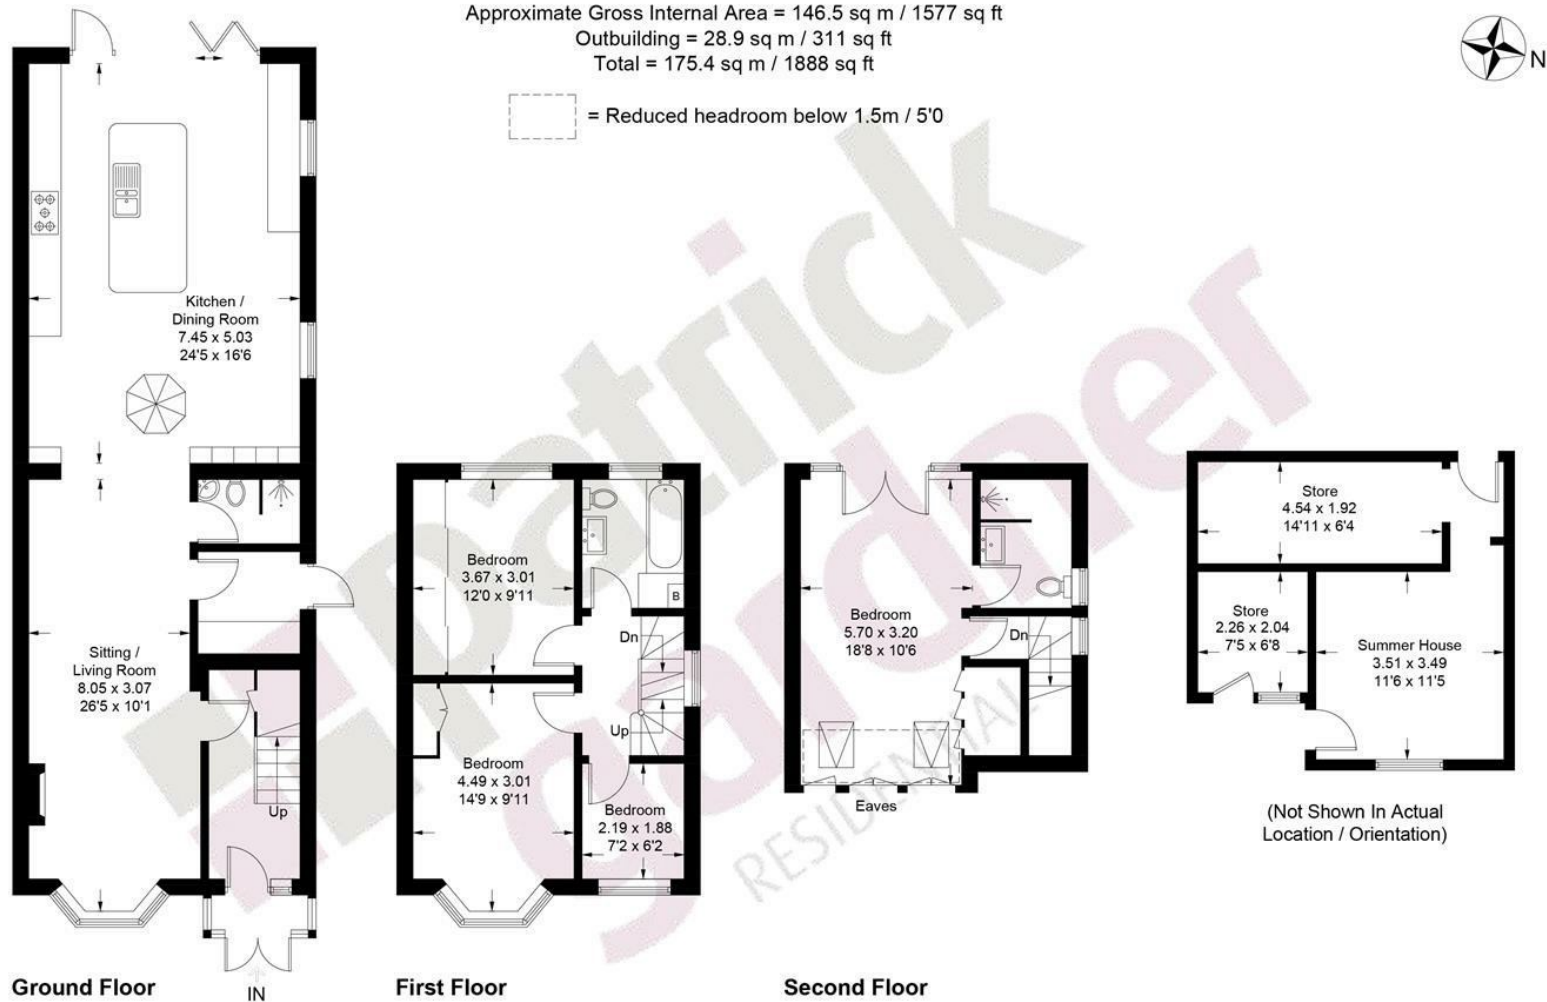 Approximate Gross Internal Area = 146.5 sq m / 1577 sq ft
Outbuilding = 28.9 sq m / 311 sq ft
Total = 175.4 sq m / 1888 sq ft
= Reduced headroom below 1.5m / 5'0
N
Kitchen /
Dining Room
7.45 x 5.03
24'5 x 16'6
Sitting /
Living Room
8.05 x 3.07
26'5 x 10'1
Up
IN
Ground Floor
Bedroom
3.67 x 3.01
12'0 x 9'11
B
Dn
Up
Bedroom
4.49 x 3.01
14'9 x 9'11
Bedroom
2.19 x 1.88
7'2 x 6'2
First Floor
Bedroom
5.70 x 3.20
18'8 x 10'6
Dn
Eaves
Second Floor
Store
4.54 x 1.92
14'11 x 6'4
Store
2.26 x 2.04
7'5 x 6'8
Summer House
3.51 x 3.49
11'6 x 11'5
(Not Shown In Actual
Location / Orientation)
patrick
gardner
RESIDENTIAL